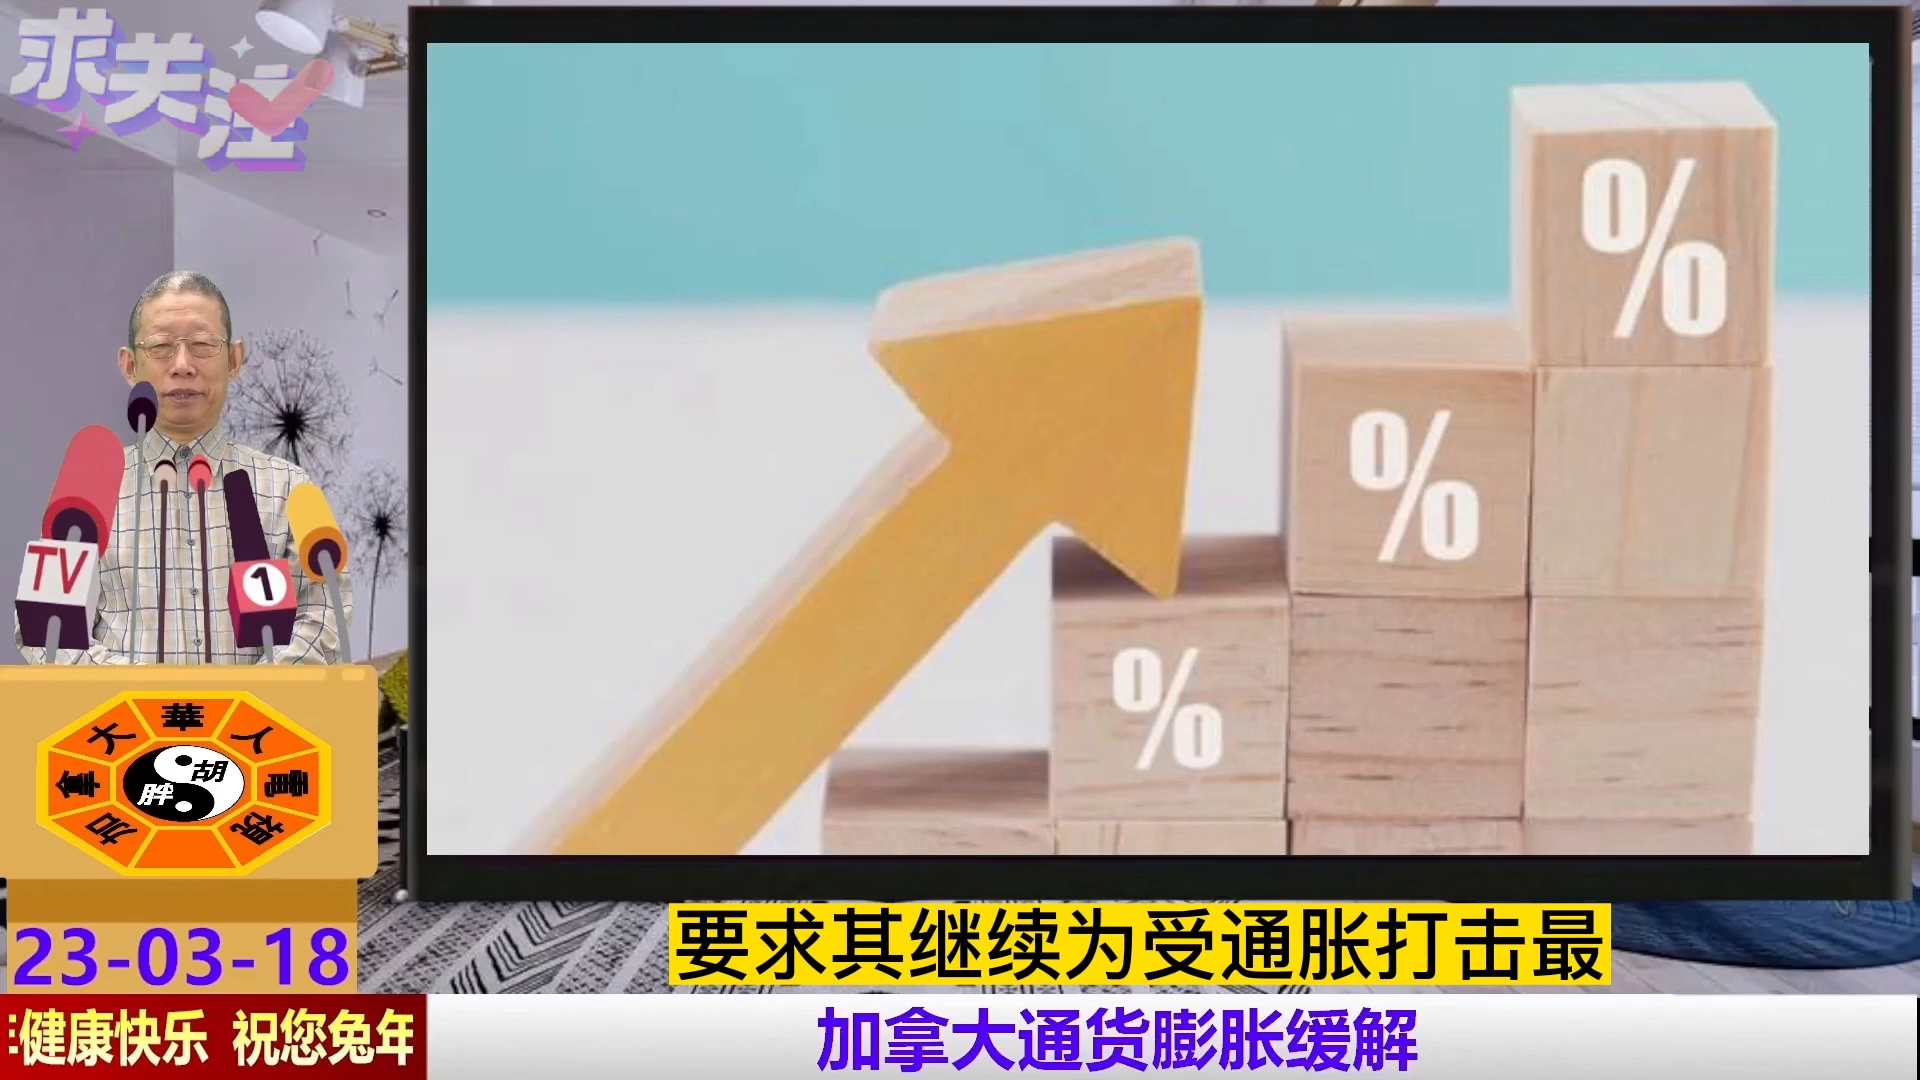 求关注
%
%
%
TV
1
加拿大華人電視
胡
胖
23-03-18
要求其继续为受通胀打击最
健康快乐 祝您兔年
加拿大通货膨胀缓解